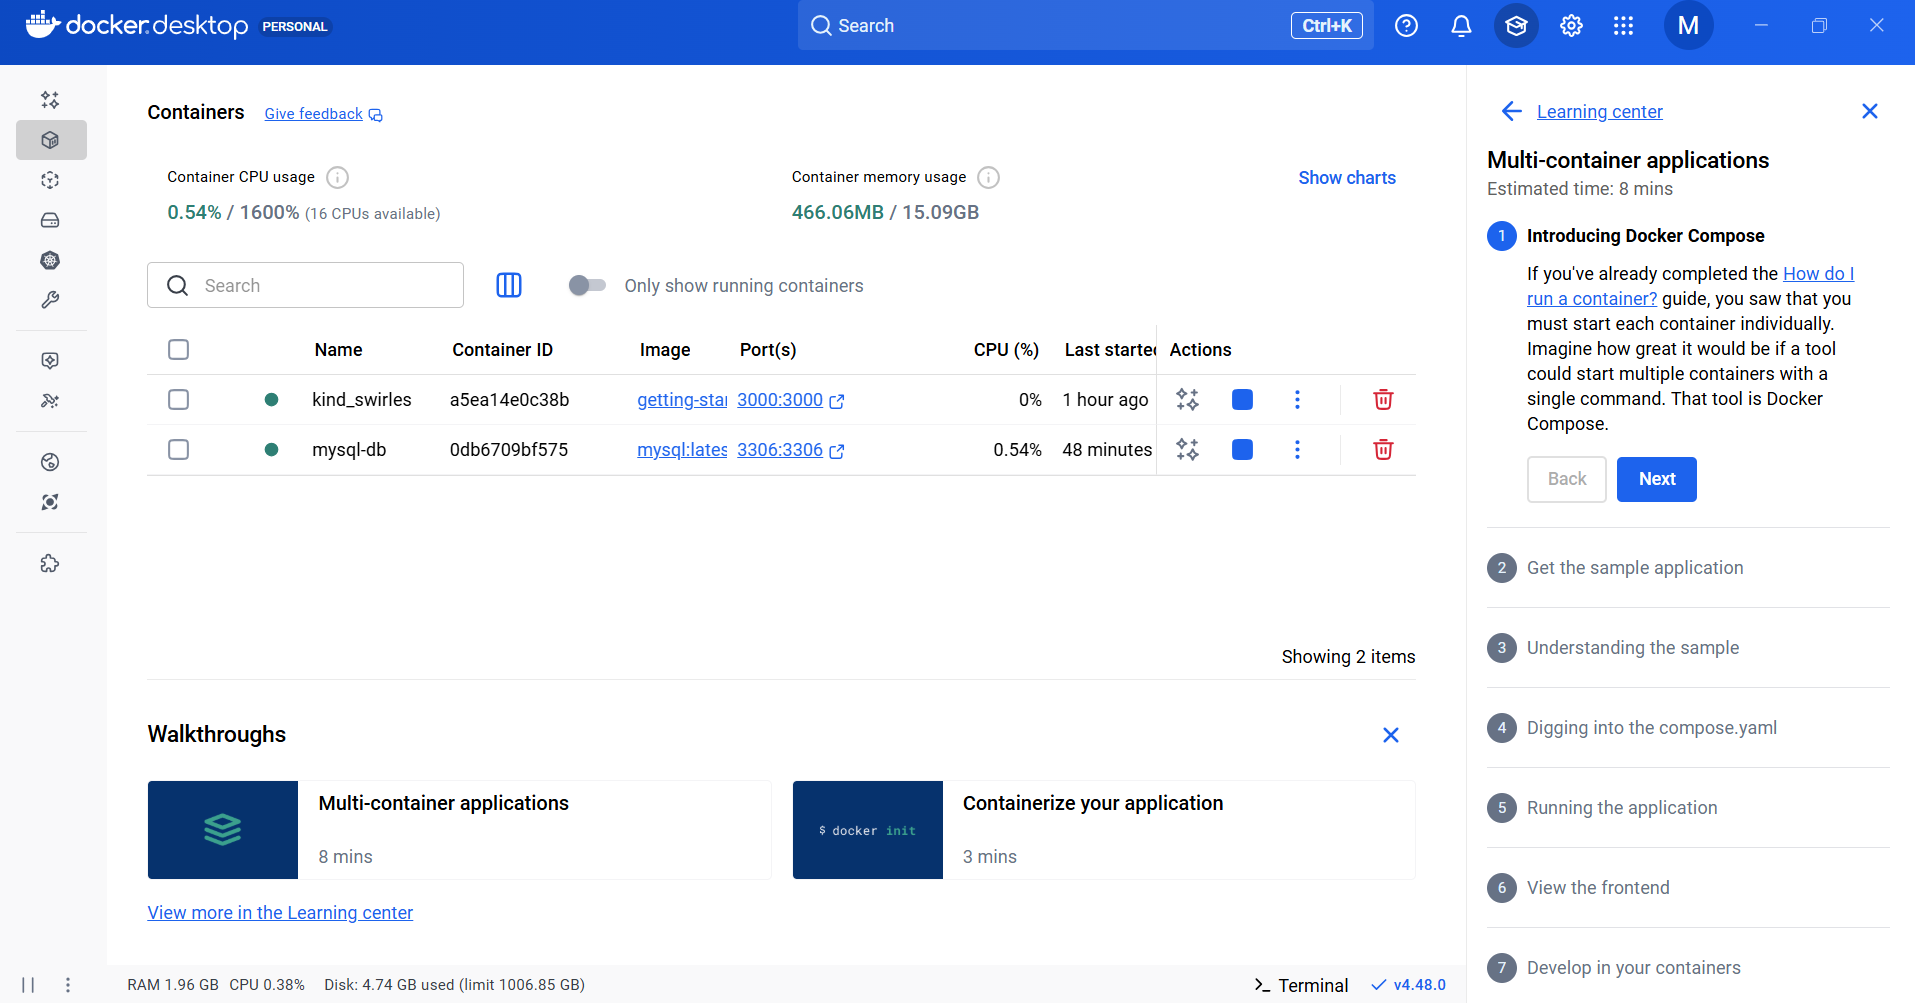 docker.desktop PERSONAL
Search
Ctrl+K
M
Containers
Give feedback
Container CPU usage
0.54% / 1600% (16 CPUs available)
Container memory usage
466.06MB / 15.09GB
Show charts
Search
Only show running containers
Name Container ID Image Port(s) CPU (%) Last started Actions
kind_swirles a5ea14e0c38b getting-star 3000:3000 0% 1 hour ago
mysql-db 0db6709bf575 mysql:lates 3306:3306 0.54% 48 minutes
Showing 2 items
Walkthroughs
Multi-container applications
8 mins
$ docker init
Containerize your application
3 mins
View more in the Learning center
Learning center
Multi-container applications
Estimated time: 8 mins
1 Introducing Docker Compose
If you've already completed the How do I
run a container? guide, you saw that you
must start each container individually.
Imagine how great it would be if a tool
could start multiple containers with a
single command. That tool is Docker
Compose.
Back Next
2 Get the sample application
3 Understanding the sample
4 Digging into the compose.yaml
5 Running the application
6 View the frontend
7 Develop in your containers
RAM 1.96 GB CPU 0.38% Disk: 4.74 GB used (limit 1006.85 GB)
>_ Terminal
v4.48.0